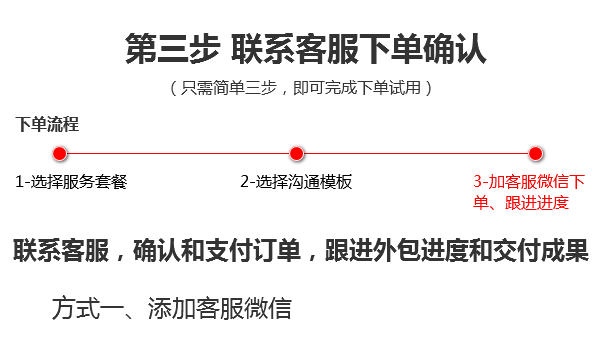 第三步 联系客服下单确认
（只需简单三步，即可完成下单试用）
下单流程
1-选择服务套餐
2-选择沟通模板
3-加客服微信下
单、跟进进度
联系客服，确认和支付订单，跟进外包进度和交付成果
方式一、添加客服微信